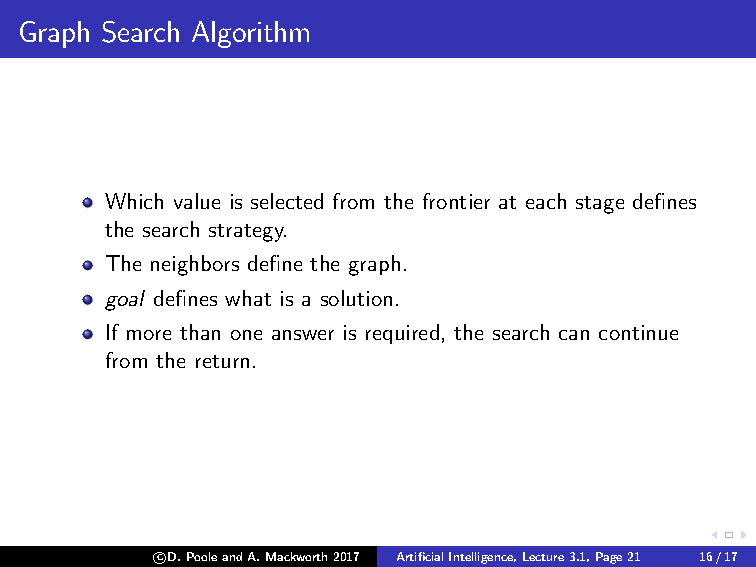 Graph Search Algorithm
Which value is selected from the frontier at each stage defines
the search strategy.
The neighbors define the graph.
goal defines what is a solution.
If more than one answer is required, the search can continue
from the return.
©D. Poole and A. Mackworth 2017
Artificial Intelligence, Lecture 3.1, Page 21
16 / 17